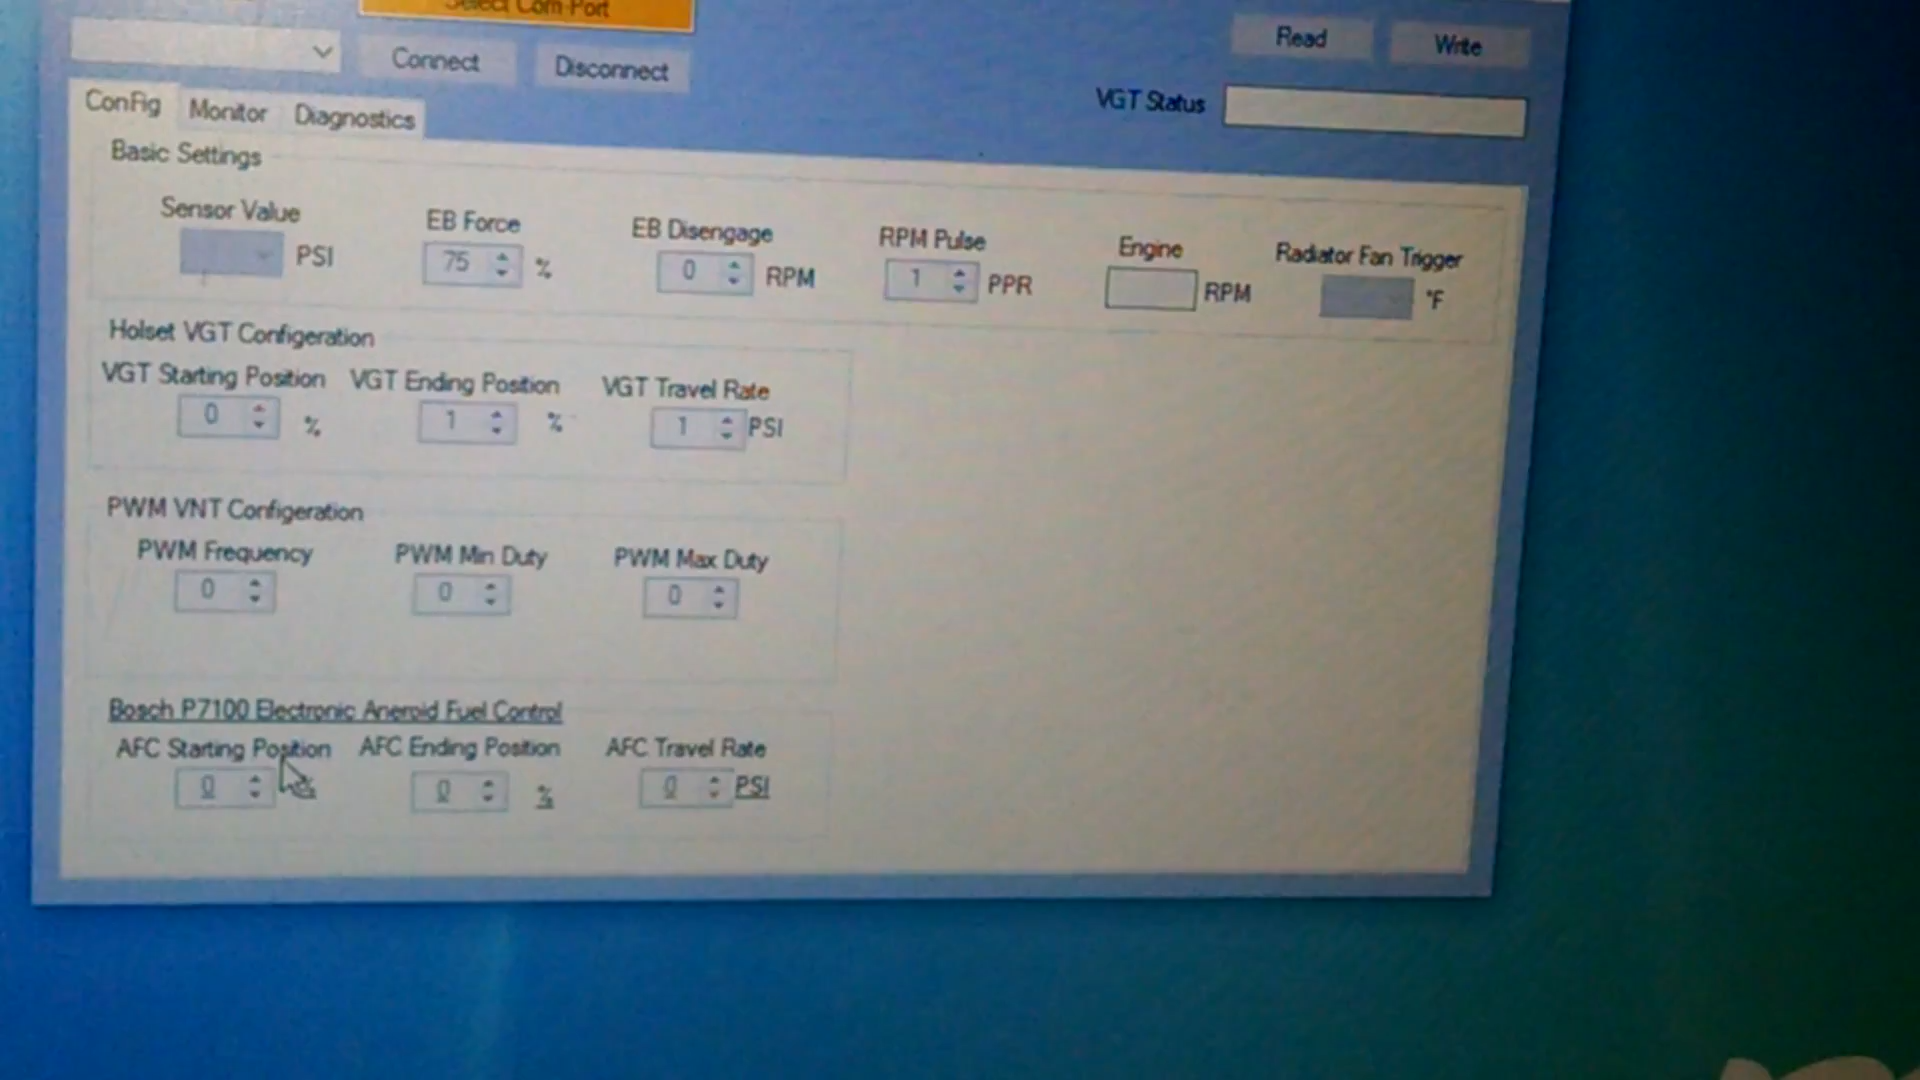 Select Com Port
Connect Disconnect Read Write
VGT Status
ConFig Monitor Diagnostics
Basic Settings
Sensor Value EB Force EB Disengage RPM Pulse Engine Radiator Fan Trigger
PSI 75 % 0 RPM 1 PPR RPM °F
Holset VGT Configeration
VGT Starting Position VGT Ending Position VGT Travel Rate
0 % 1 % 1 PSI
PWM VNT Configeration
PWM Frequency PWM Min Duty PWM Max Duty
0 0 0
Bosch P7100 Electronic Aneroid Fuel Control
AFC Starting Position AFC Ending Position AFC Travel Rate
0 % 0 % 0 PSI